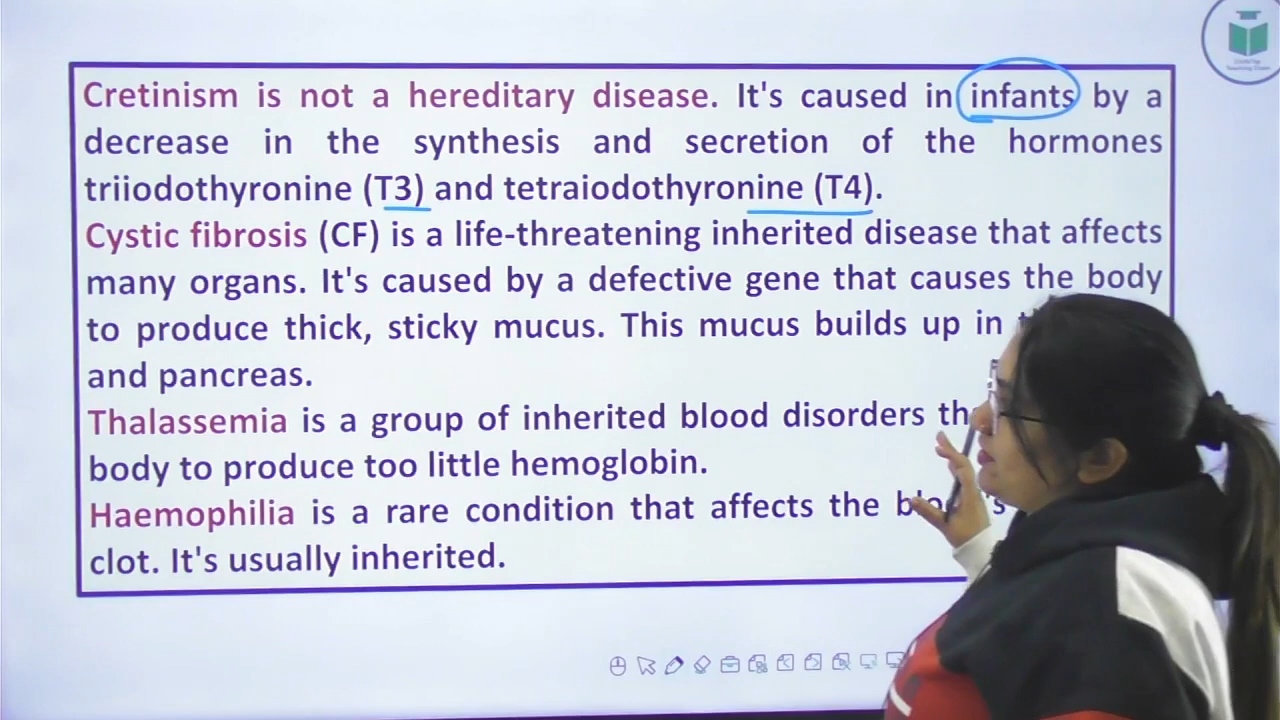 Cretinism is not a hereditary disease. It's caused in infants by a
decrease in the synthesis and secretion of the hormones
triiodothyronine (T3) and tetraiodothyronine (T4).
Cystic fibrosis (CF) is a life-threatening inherited disease that affects
many organs. It's caused by a defective gene that causes the body
to produce thick, sticky mucus. This mucus builds up in
and pancreas.
Thalassemia is a group of inherited blood disorders
body to produce too little hemoglobin.
Haemophilia is a rare condition that affects the
clot. It's usually inherited.